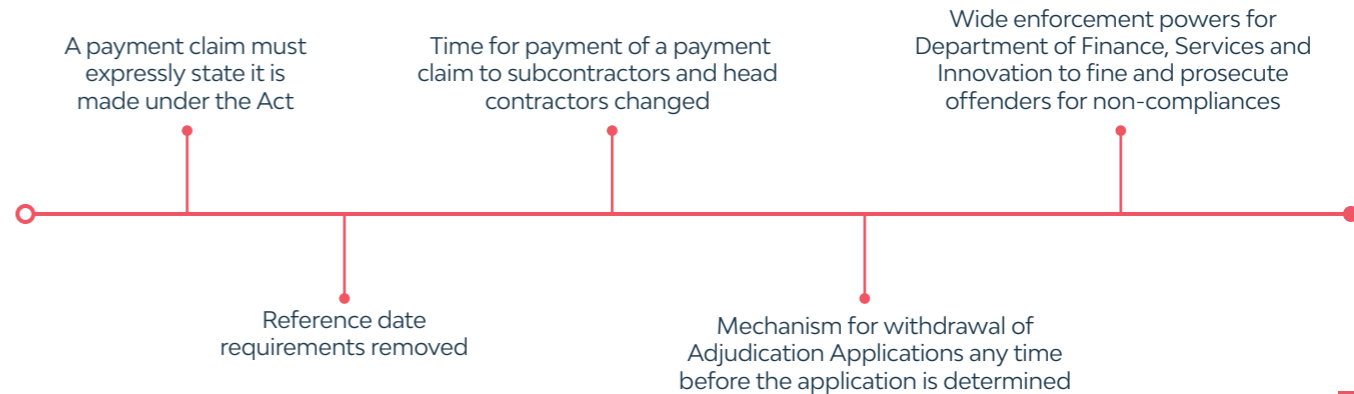 A payment claim must
expressly state it is
made under the Act
Reference date
requirements removed
Time for payment of a payment
claim to subcontractors and head
contractors changed
Mechanism for withdrawal of
Adjudication Applications any time
before the application is determined
Wide enforcement powers for
Department of Finance, Services and
Innovation to fine and prosecute
offenders for non-compliances